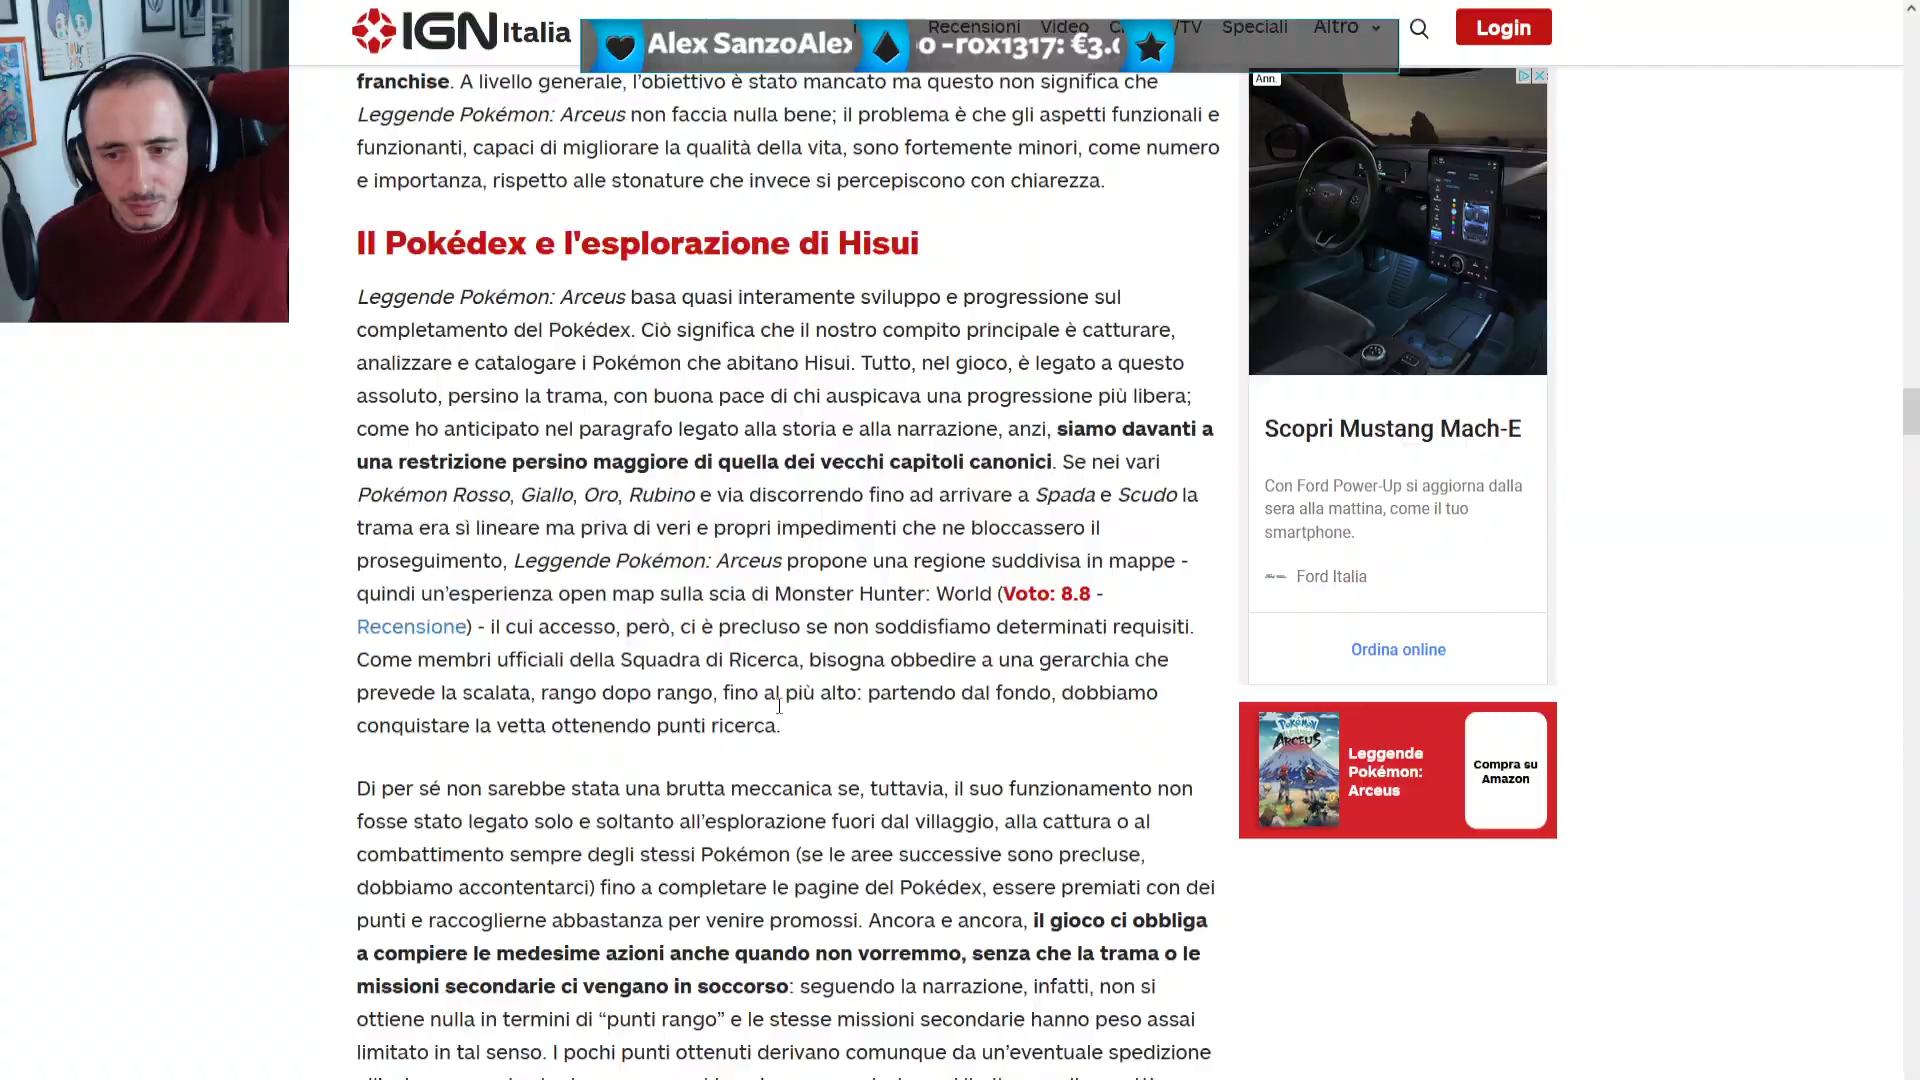 IGN Italia
Recensioni Video
/TV Speciali Altro
Login
Alex SanzoAlex
o -rox1317: €3.0
franchise. A livello generale, l'obiettivo è stato mancato ma questo non significa che
Leggende Pokémon: Arceus non faccia nulla bene; il problema è che gli aspetti funzionali e
funzionanti, capaci di migliorare la qualità della vita, sono fortemente minori, come numero
e importanza, rispetto alle stonature che invece si percepiscono con chiarezza.
Il Pokédex e l'esplorazione di Hisui
Leggende Pokémon: Arceus basa quasi interamente sviluppo e progressione sul
completamento del Pokédex. Ciò significa che il nostro compito principale è catturare,
analizzare e catalogare i Pokémon che abitano Hisui. Tutto, nel gioco, è legato a questo
assoluto, persino la trama, con buona pace di chi auspicava una progressione più libera;
come ho anticipato nel paragrafo legato alla storia e alla narrazione, anzi, siamo davanti a
una restrizione persino maggiore di quella dei vecchi capitoli canonici. Se nei vari
Pokémon Rosso, Giallo, Oro, Rubino e via discorrendo fino ad arrivare a Spada e Scudo la
trama era sì lineare ma priva di veri e propri impedimenti che ne bloccassero il
proseguimento, Leggende Pokémon: Arceus propone una regione suddivisa in mappe -
quindi un'esperienza open map sulla scia di Monster Hunter: World (Voto: 8.8 -
Recensione) - il cui accesso, però, ci è precluso se non soddisfiamo determinati requisiti.
Come membri ufficiali della Squadra di Ricerca, bisogna obbedire a una gerarchia che
prevede la scalata, rango dopo rango, fino al più alto: partendo dal fondo, dobbiamo
conquistare la vetta ottenendo punti ricerca.
Di per sé non sarebbe stata una brutta meccanica se, tuttavia, il suo funzionamento non
fosse stato legato solo e soltanto all'esplorazione fuori dal villaggio, alla cattura o al
combattimento sempre degli stessi Pokémon (se le aree successive sono precluse,
dobbiamo accontentarci) fino a completare le pagine del Pokédex, essere premiati con dei
punti e raccoglierne abbastanza per venire promossi. Ancora e ancora, il gioco ci obbliga
a compiere le medesime azioni anche quando non vorremmo, senza che la trama o le
missioni secondarie ci vengano in soccorso: seguendo la narrazione, infatti, non si
ottiene nulla in termini di “punti rango” e le stesse missioni secondarie hanno peso assai
limitato in tal senso. I pochi punti ottenuti derivano comunque da un'eventuale spedizione
Ann.
Scopri Mustang Mach-E
Con Ford Power-Up si aggiorna dalla
sera alla mattina, come il tuo
smartphone.
Ford Italia
Ordina online
POKÉMON
ARCEUS
Leggende
Pokémon:
Arceus
Compra su
Amazon